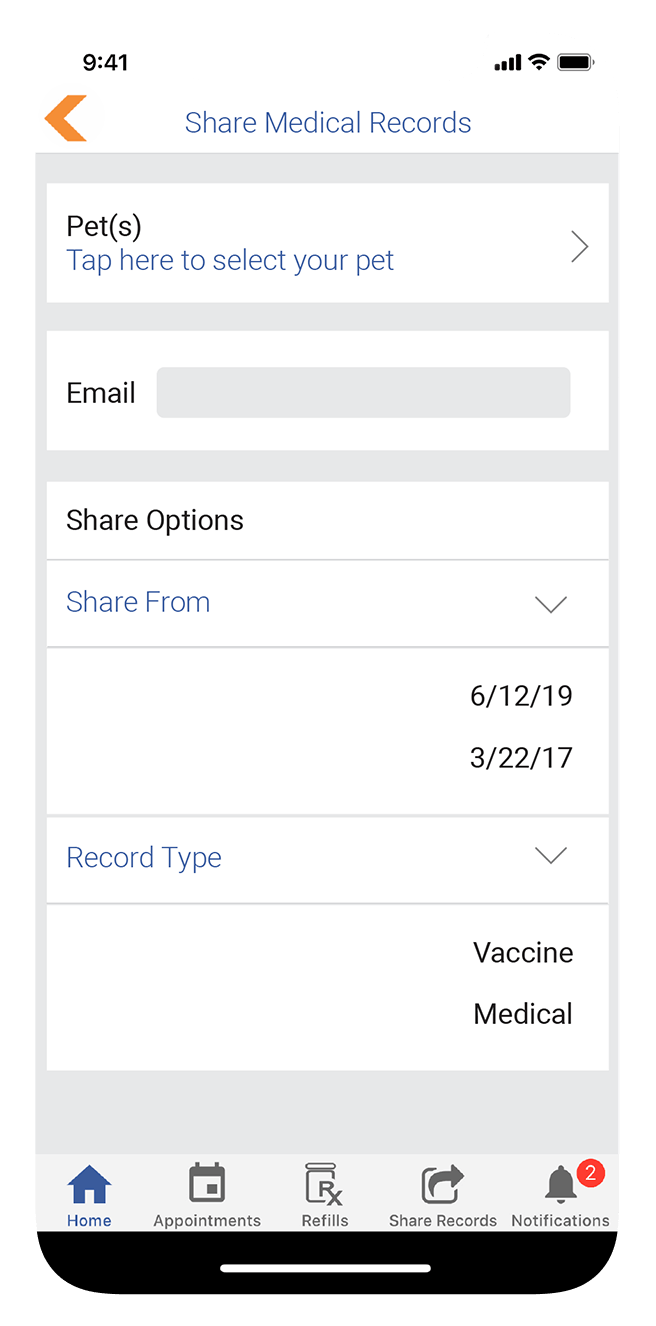 9:41
Share Medical Records
Pet(s)
Tap here to select your pet
Email
Share Options
Share From
6/12/19
3/22/17
Record Type
Vaccine
Medical
Rx
2
Home Appointments Refills Share Records Notifications